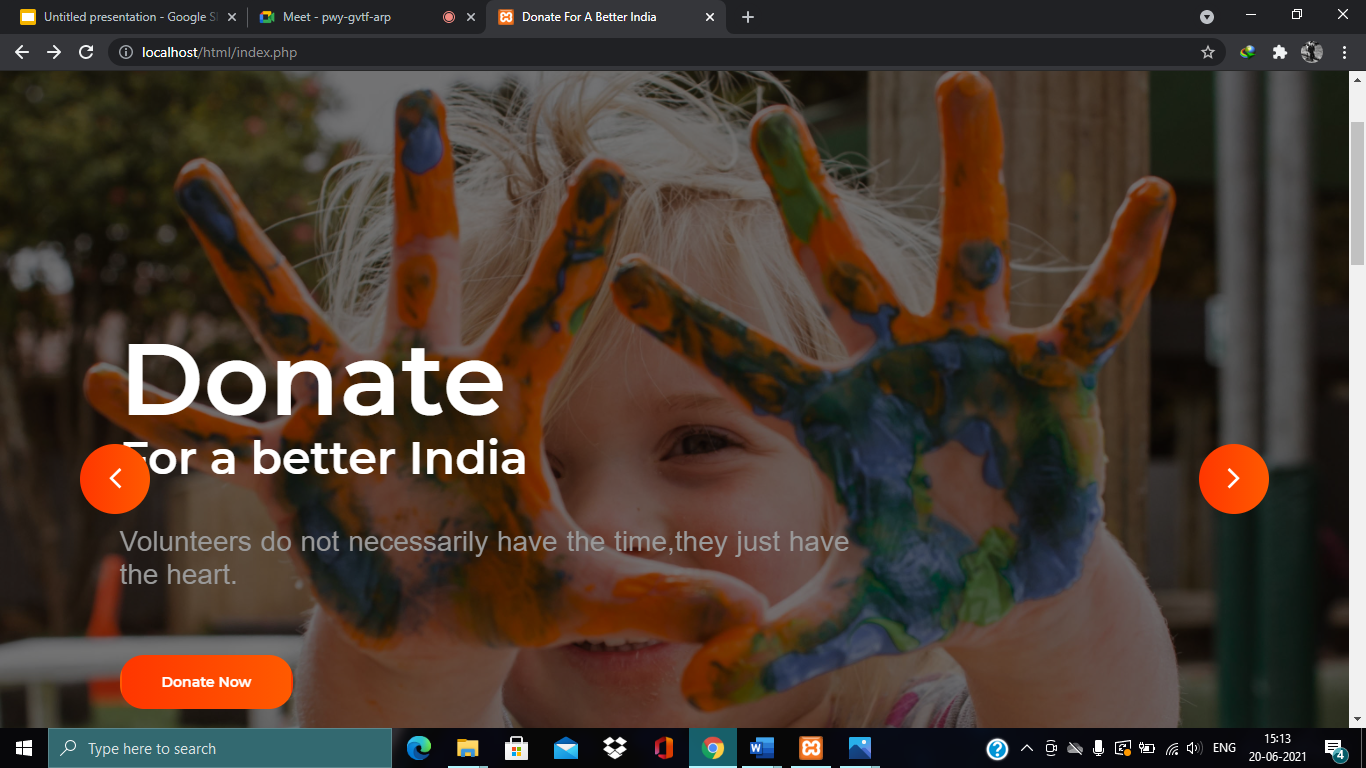 Untitled presentation - Google Sl
Meet - pwy-gvtf-arp
Donate For A Better India
localhost/html/index.php
Donate
For a better India
Volunteers do not necessarily have the time,they just have
the heart.
Donate Now
Type here to search
ENG
15:13
20-06-2021
4